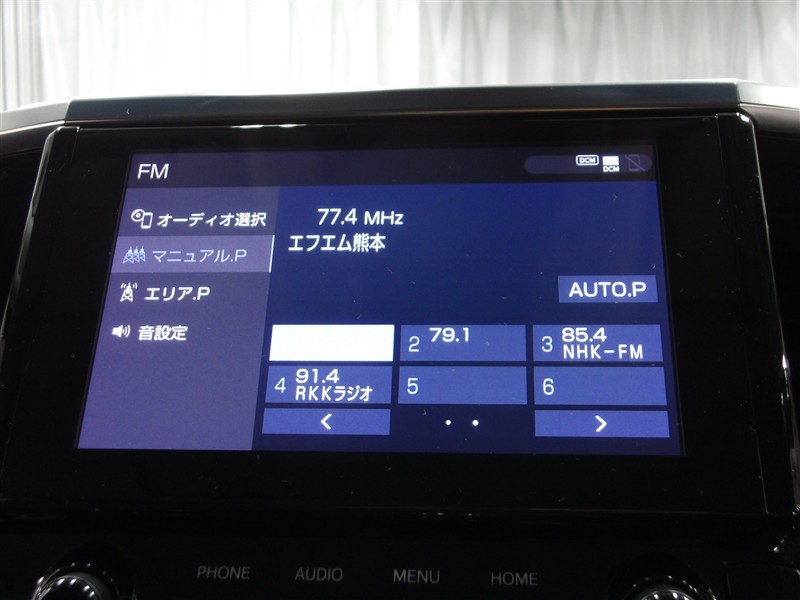 FM
DCM
DCM
オーディオ選択
マニュアル.P
エリア.P
音設定
77.4 MHz
エフエム熊本
AUTO.P
2 79.1
3 85.4
NHK-FM
4 91.4
RKKラジオ
5
6
<
>
PHONE AUDIO MENU HOME